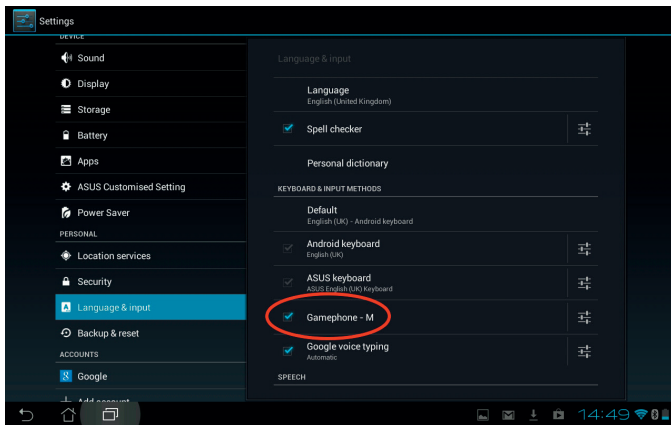 Settings
DEVICE
Sound
Display
Storage
Battery
Apps
ASUS Customised Setting
Power Saver
PERSONAL
Location services
Security
Language & input
Backup & reset
ACCOUNTS
Google
Add account
Language & input
Language
English (United Kingdom)
Spell checker
Personal dictionary
KEYBOARD & INPUT METHODS
Default
English (UK) - Android keyboard
Android keyboard
English (UK)
ASUS keyboard
ASUS English (UK) Keyboard
Gamephone - M
Google voice typing
Automatic
SPEECH
14:49